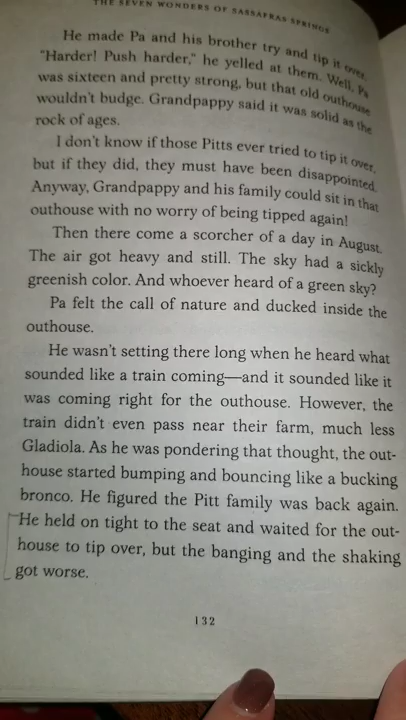 THE SEVEN WONDERS OF SASSAFRAS SPRINGS
He made Pa and his brother try and tip it over.
"Harder! Push harder," he yelled at them. Well, Pa
was sixteen and pretty strong, but that old outhouse
wouldn't budge. Grandpappy said it was solid as the
rock of ages.
I don't know if those Pitts ever tried to tip it over,
but if they did, they must have been disappointed.
Anyway, Grandpappy and his family could sit in that
outhouse with no worry of being tipped again!
Then there come a scorcher of a day in August.
The air got heavy and still. The sky had a sickly
greenish color. And whoever heard of a green sky?
Pa felt the call of nature and ducked inside the
outhouse.
He wasn't setting there long when he heard what
sounded like a train coming—and it sounded like it
was coming right for the outhouse. However, the
train didn't even pass near their farm, much less
Gladiola. As he was pondering that thought, the out-
house started bumping and bouncing like a bucking
bronco. He figured the Pitt family was back again.
He held on tight to the seat and waited for the out-
house to tip over, but the banging and the shaking
got worse.
132